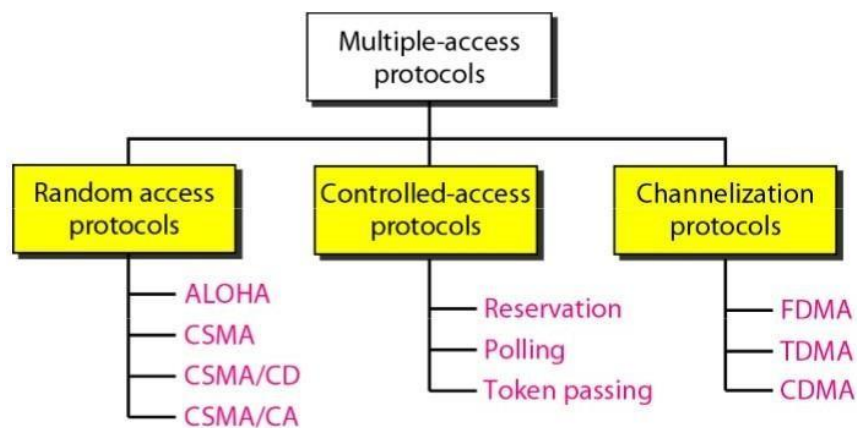 Multiple-access
protocols
Random access
protocols
Controlled-access
protocols
Channelization
protocols
ALOHA
CSMA
CSMA/CD
CSMA/CA
Reservation
Polling
Token passing
FDMA
TDMA
CDMA